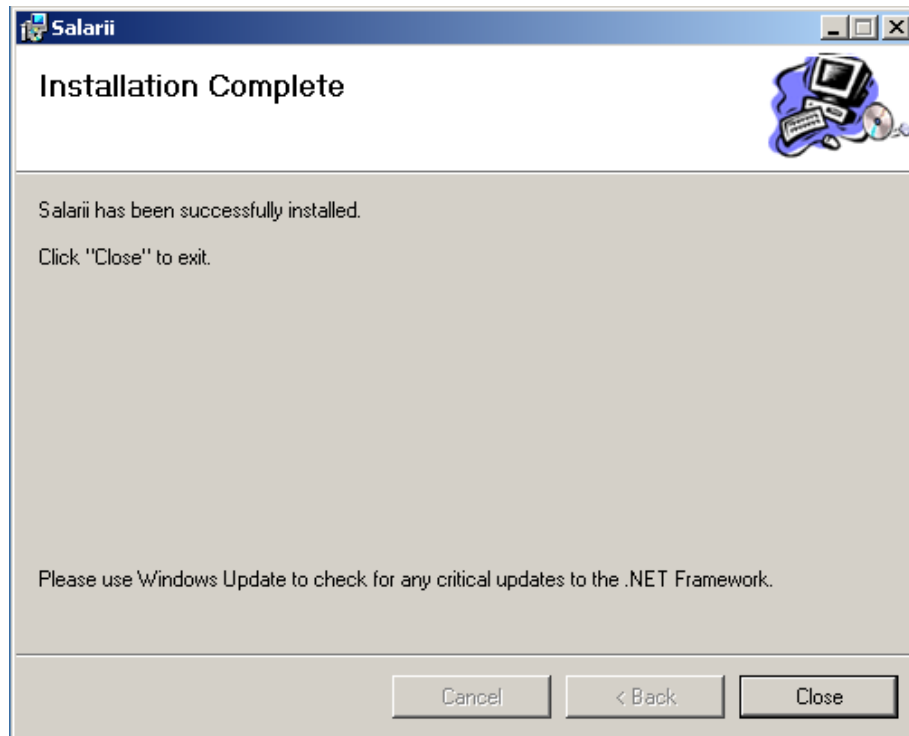 Salarii
Installation Complete
Salarii has been successfully installed.
Click "Close" to exit.
Please use Windows Update to check for any critical updates to the .NET Framework.
Cancel
< Back
Close